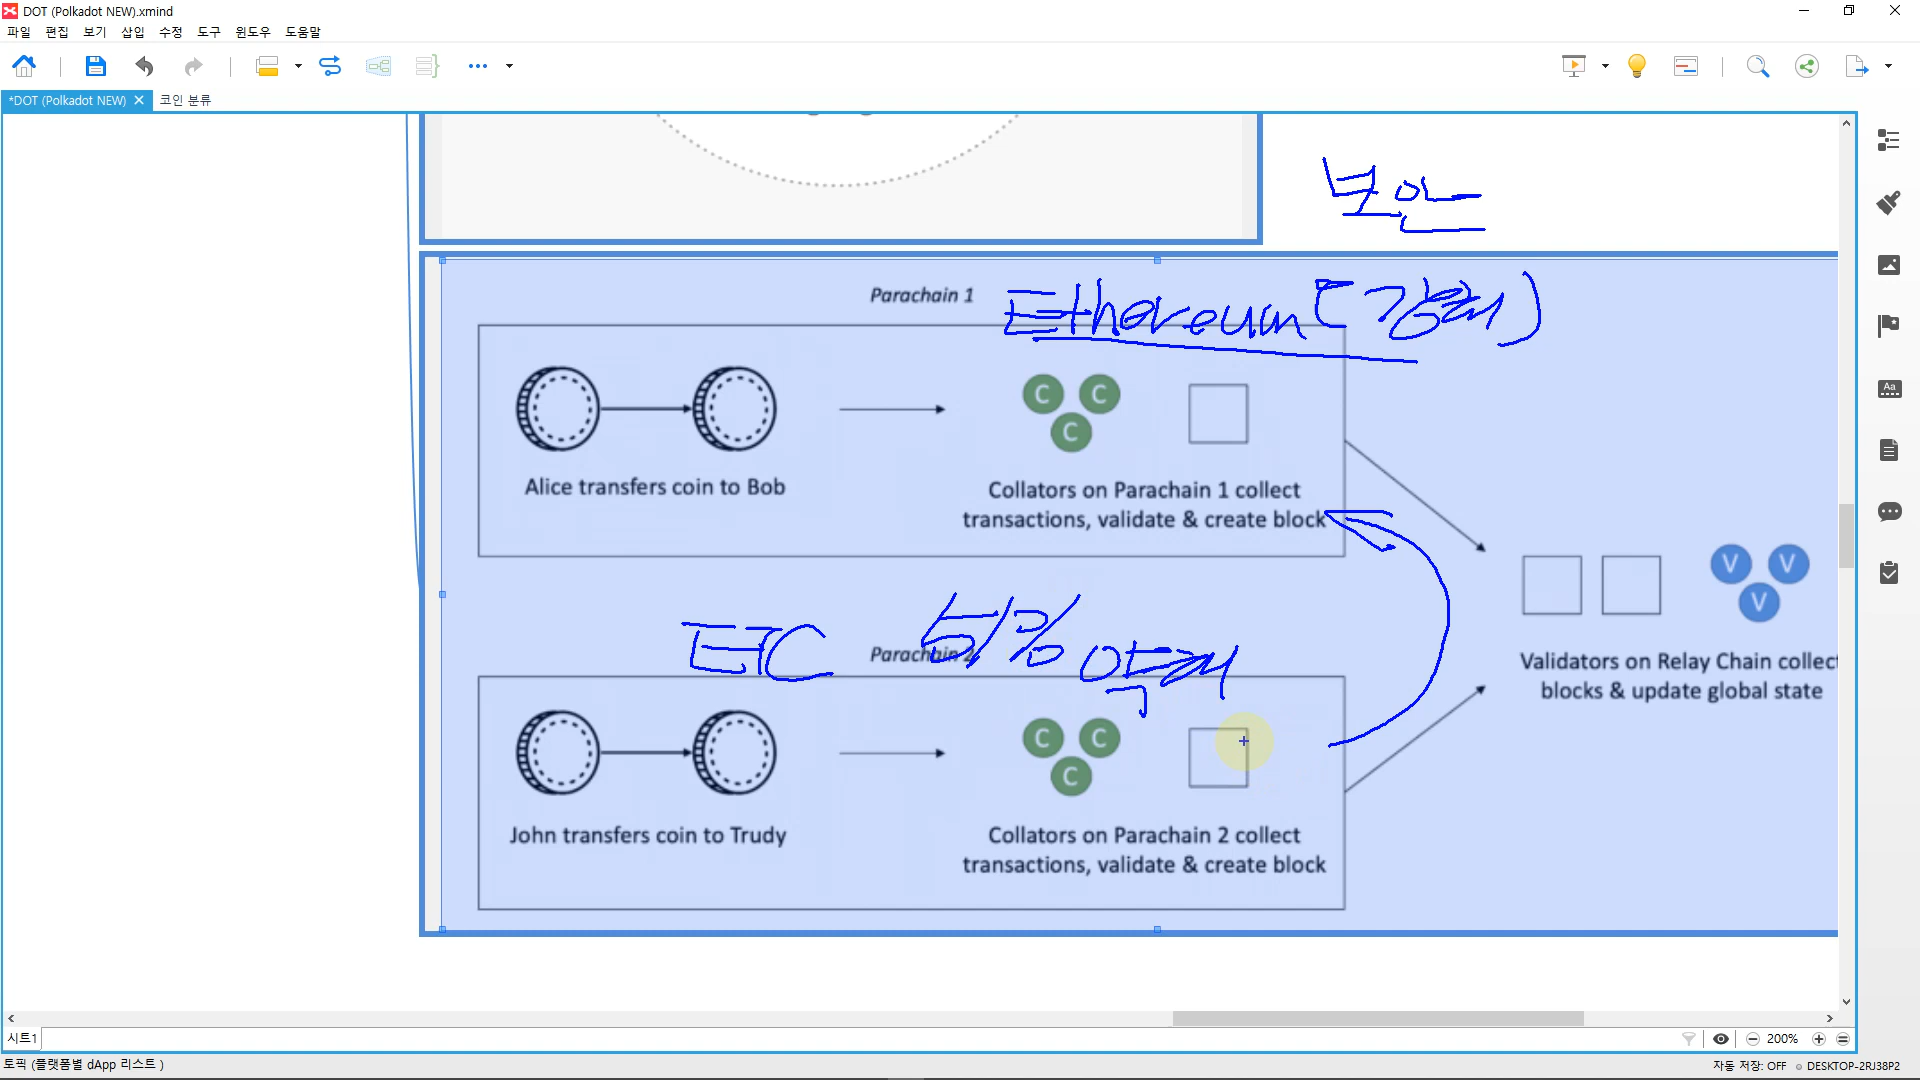 DOT (Polkadot NEW).xmind
파일 편집 보기 삽입 수정 도구 윈도우 도움말
*DOT (Polkadot NEW) 코인 분류
보안
Parachain 1
Ethereum (강력)
C C C
Alice transfers coin to Bob
Collators on Parachain 1 collect
transactions, validate & create block
V V V
Validators on Relay Chain collect
blocks & update global state
ETC 51%
Parachain 2
C C C
John transfers coin to Trudy
Collators on Parachain 2 collect
transactions, validate & create block
시트1
200%
토픽 (플랫폼별 dApp 리스트 )
자동 저장: OFF DESKTOP-2RJ38P2